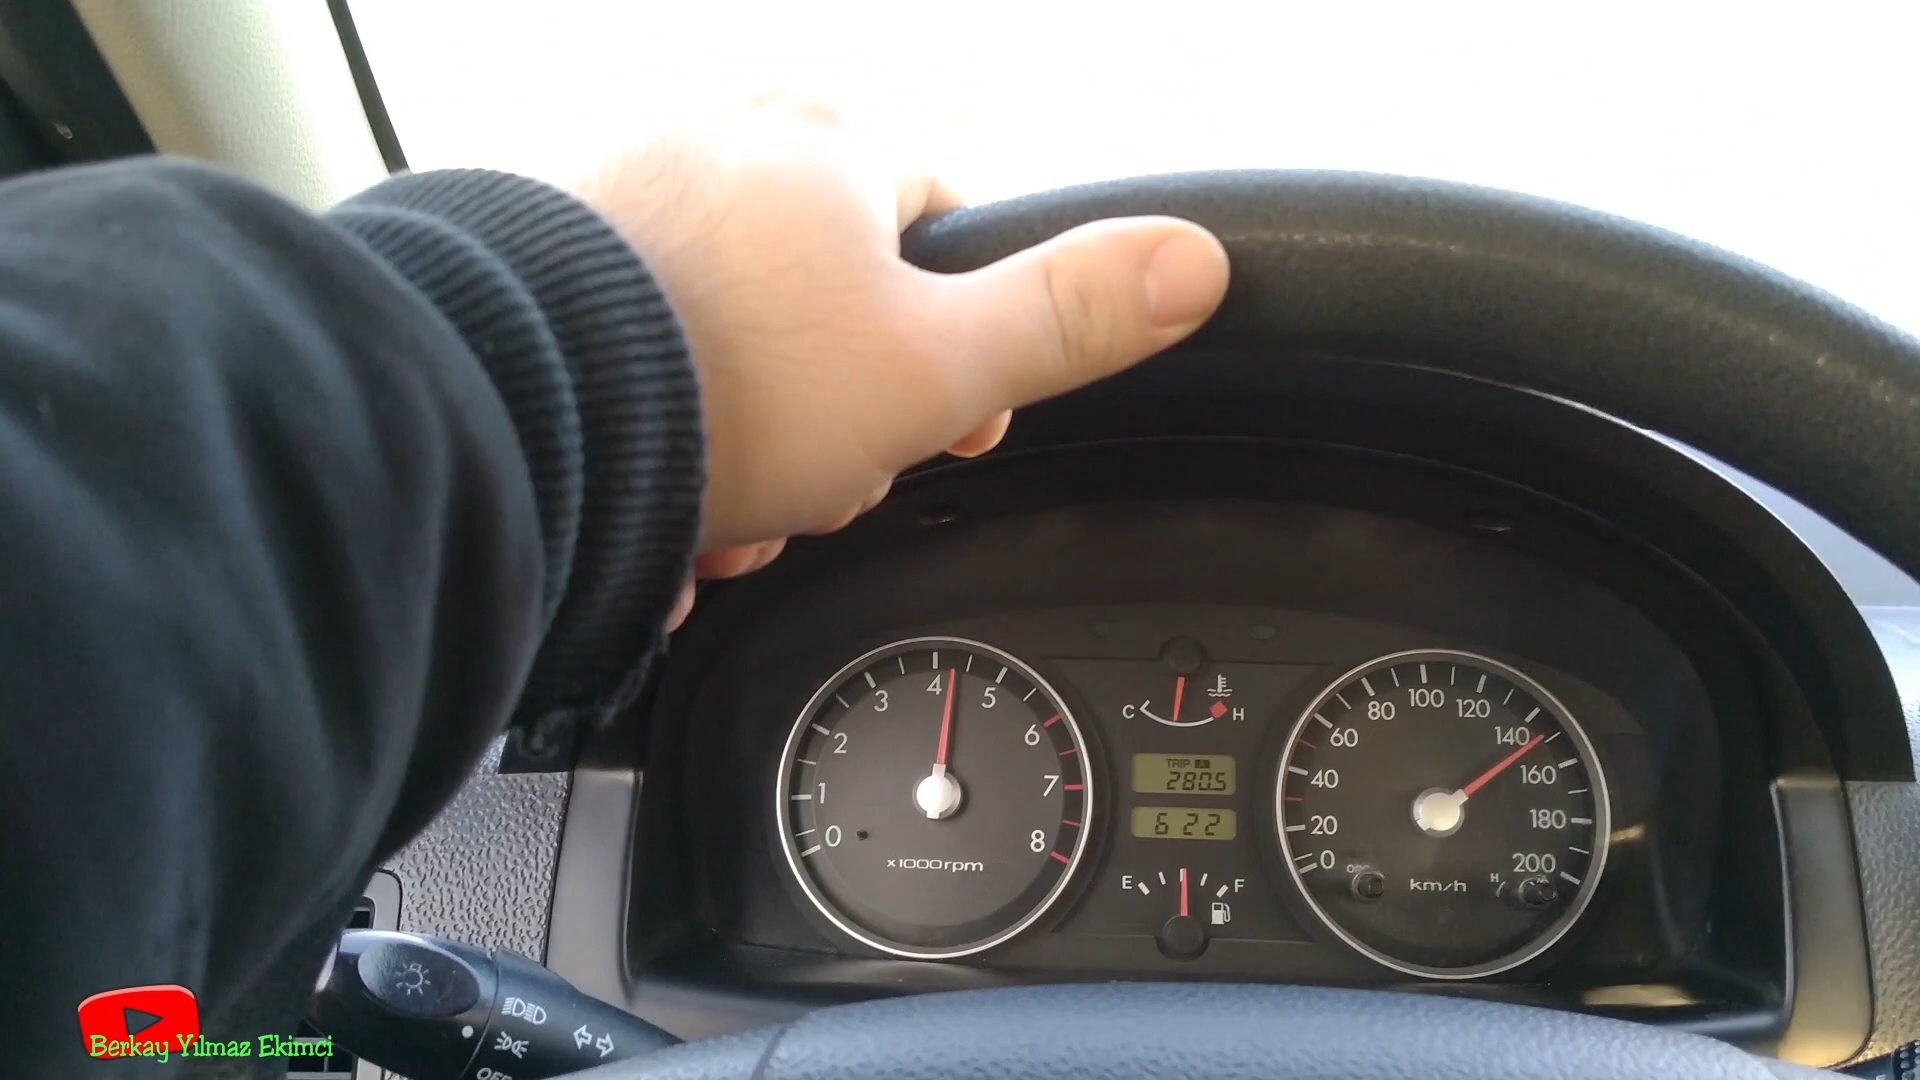 0 1 2 3 4 5 6 7 8
x1000rpm
C H
TRIP A
280.5
6 22
E F
0 20 40 60 80 100 120 140 160 180 200
km/h
H
OFF
Berkay Yılmaz Ekimci